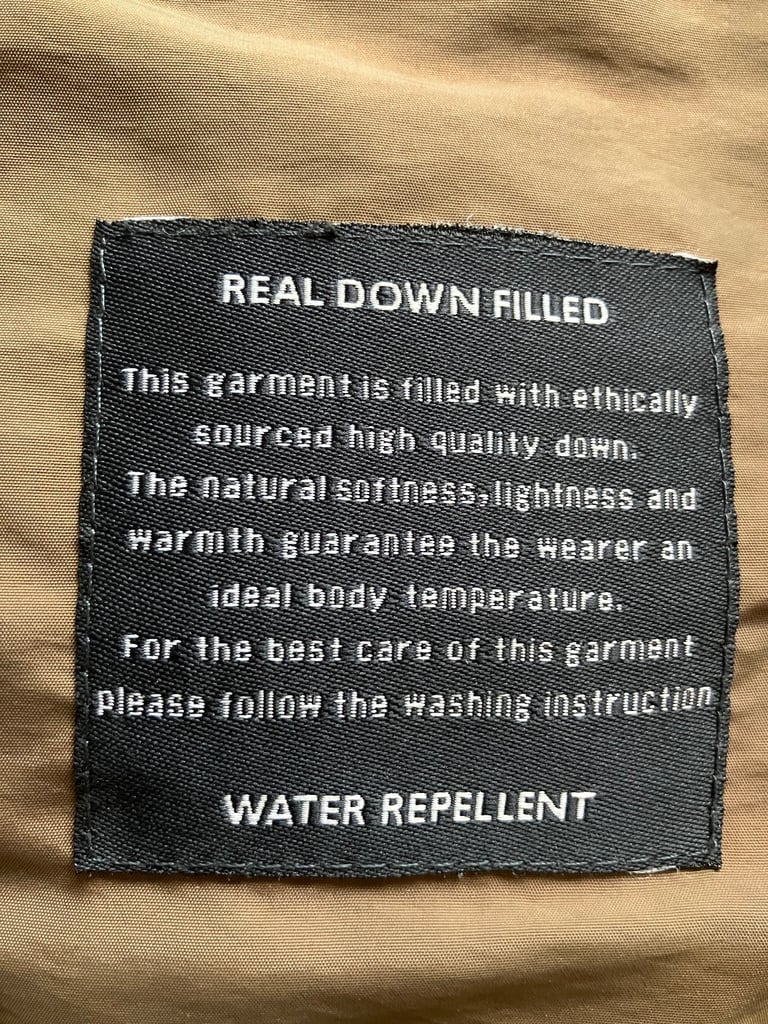 REAL DOWN FILLED
This garment is filled with ethically
sourced high quality down.
The natural softness, lightness and
warmth guarantee the wearer an
ideal body temperature.
For the best care of this garment
please follow the washing instruction
WATER REPELLENT